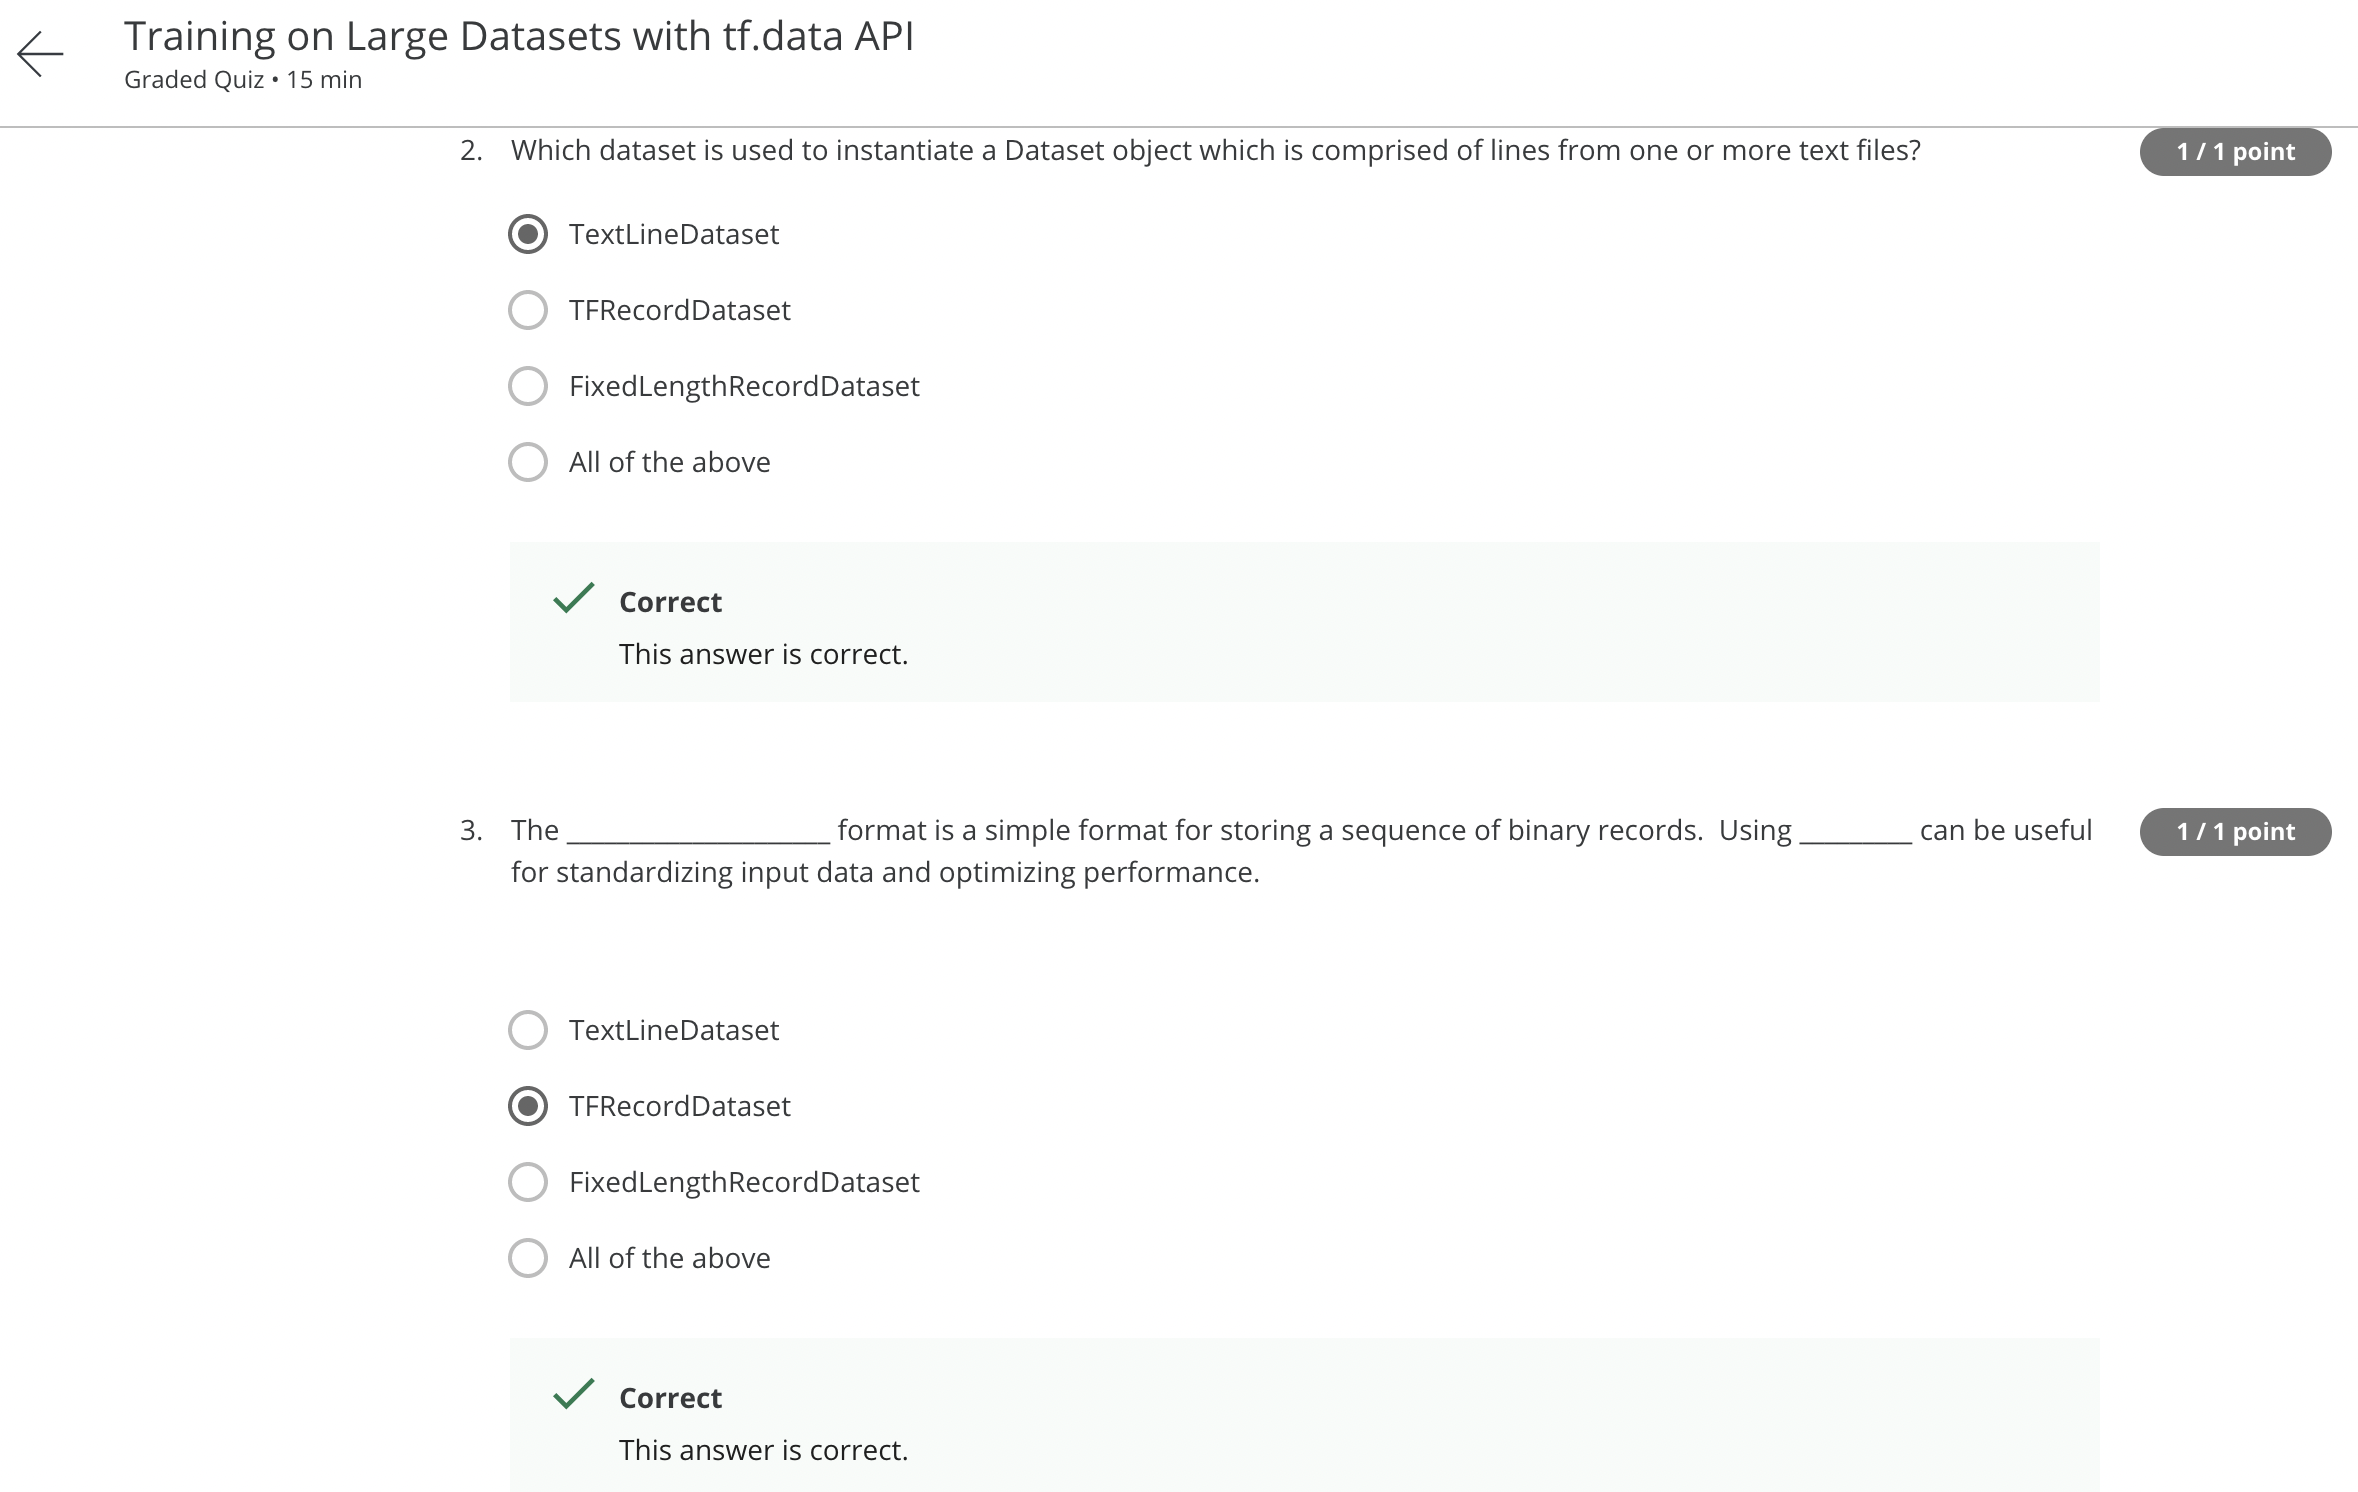 Training on Large Datasets with tf.data API
Graded Quiz • 15 min
2. Which dataset is used to instantiate a Dataset object which is comprised of lines from one or more text files?
1 / 1 point
TextLineDataset
TFRecordDataset
FixedLengthRecordDataset
All of the above
Correct
This answer is correct.
3. The ___________________ format is a simple format for storing a sequence of binary records. Using ________ can be useful
1 / 1 point
for standardizing input data and optimizing performance.
TextLineDataset
TFRecordDataset
FixedLengthRecordDataset
All of the above
Correct
This answer is correct.